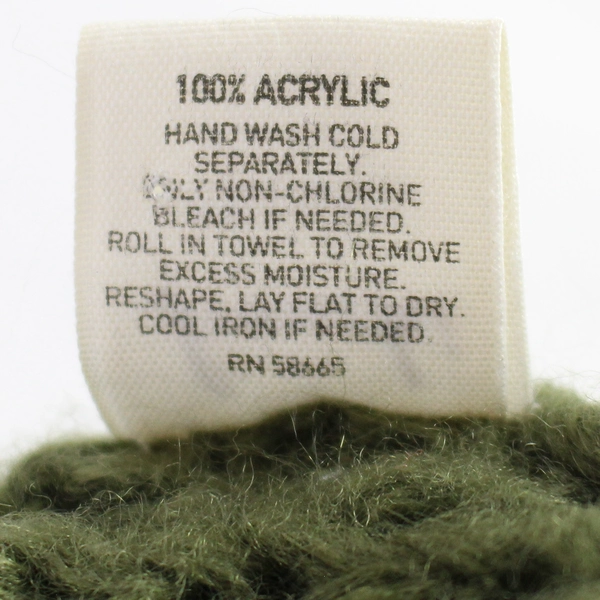 100% ACRYLIC
HAND WASH COLD
SEPARATELY.
ONLY NON-CHLORINE
BLEACH IF NEEDED.
ROLL IN TOWEL TO REMOVE
EXCESS MOISTURE.
RESHAPE, LAY FLAT TO DRY.
COOL IRON IF NEEDED.
RN 58665